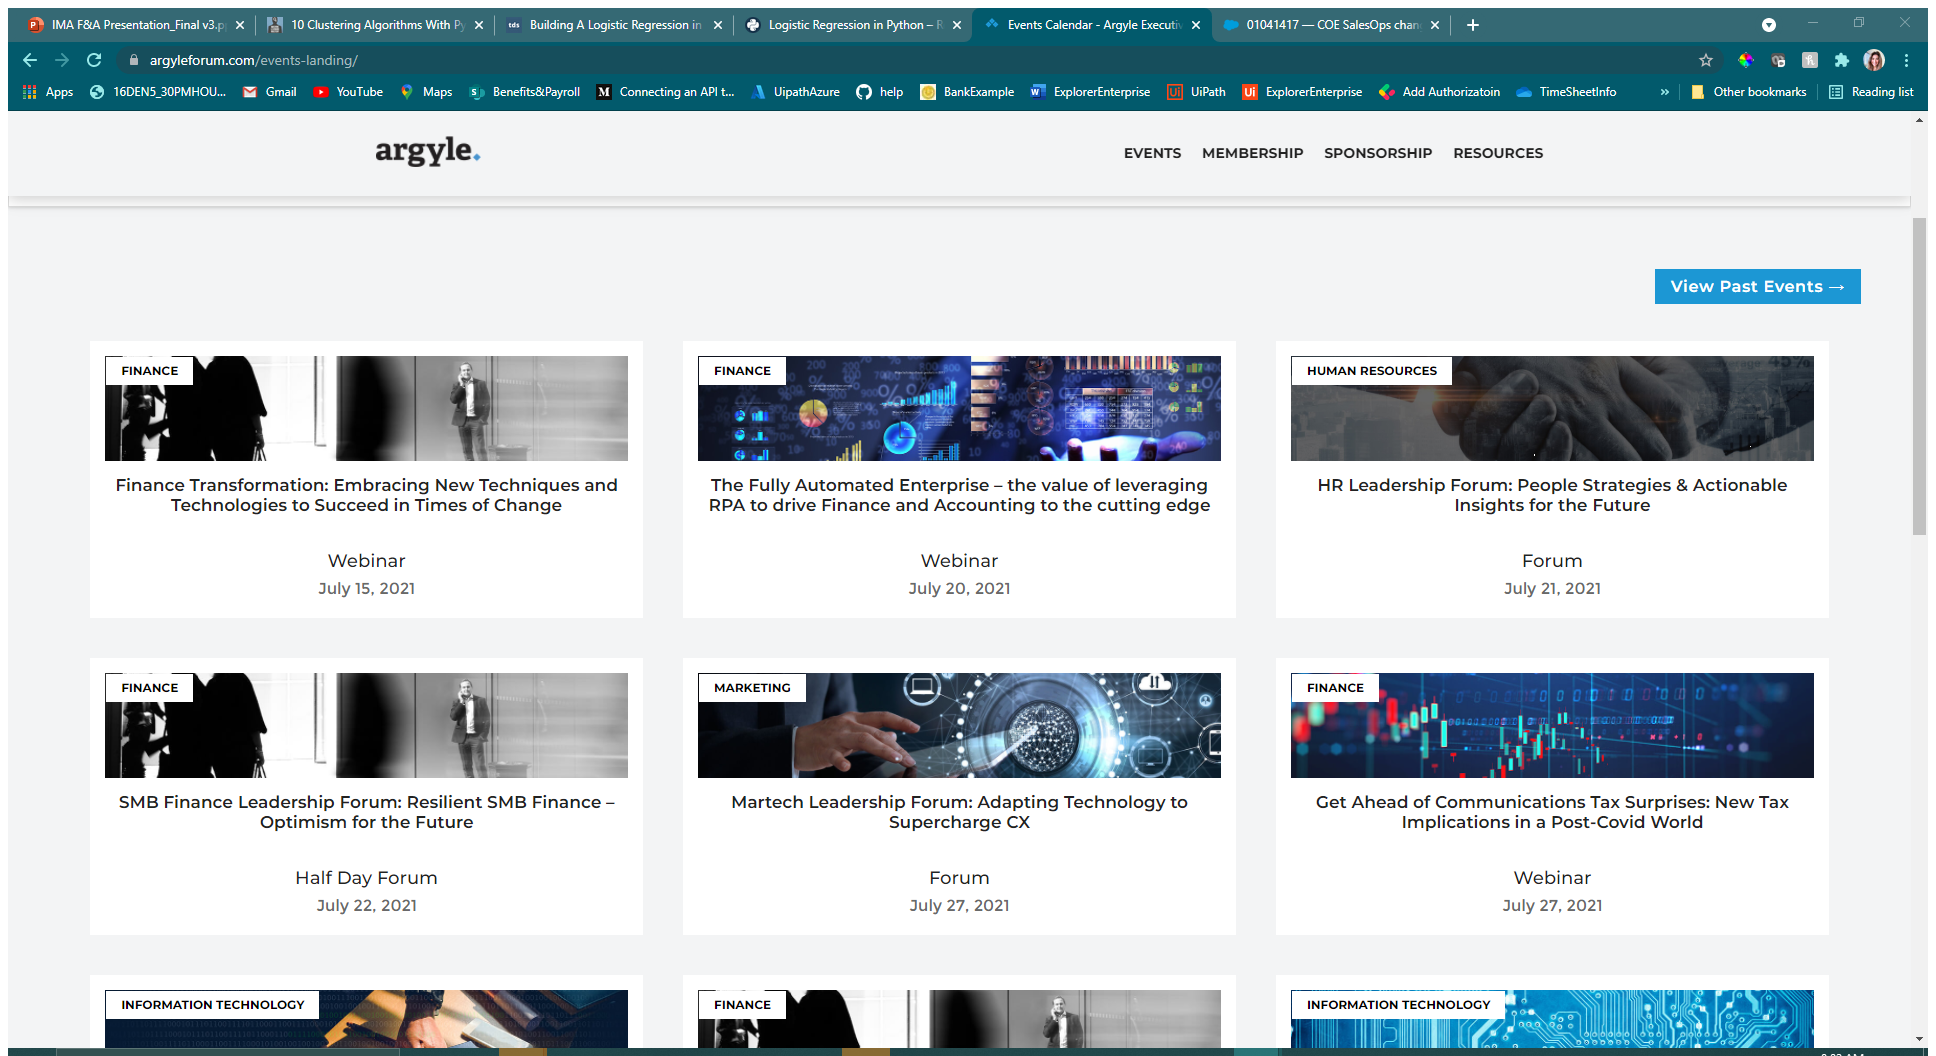 IMA F&A Presentation_Final v3.p
10 Clustering Algorithms With Py
tds
Building A Logistic Regression in
Logistic Regression in Python – R
Events Calendar - Argyle Executiv
01041417 — COE SalesOps chan
argyleforum.com/events-landing/
Apps
16DEN5_30PMHOU...
Gmail
YouTube
Maps
Benefits&Payroll
Connecting an API t...
UipathAzure
help
BankExample
ExplorerEnterprise
UiPath
ExplorerEnterprise
Add Authorizatoin
TimeSheetInfo
»
Other bookmarks
Reading list
argyle.
EVENTS
MEMBERSHIP
SPONSORSHIP
RESOURCES
View Past Events →
FINANCE
Finance Transformation: Embracing New Techniques and
Technologies to Succeed in Times of Change
Webinar
July 15, 2021
FINANCE
The Fully Automated Enterprise – the value of leveraging
RPA to drive Finance and Accounting to the cutting edge
Webinar
July 20, 2021
HUMAN RESOURCES
HR Leadership Forum: People Strategies & Actionable
Insights for the Future
Forum
July 21, 2021
FINANCE
SMB Finance Leadership Forum: Resilient SMB Finance –
Optimism for the Future
Half Day Forum
July 22, 2021
MARKETING
Martech Leadership Forum: Adapting Technology to
Supercharge CX
Forum
July 27, 2021
FINANCE
Get Ahead of Communications Tax Surprises: New Tax
Implications in a Post-Covid World
Webinar
July 27, 2021
INFORMATION TECHNOLOGY
FINANCE
INFORMATION TECHNOLOGY